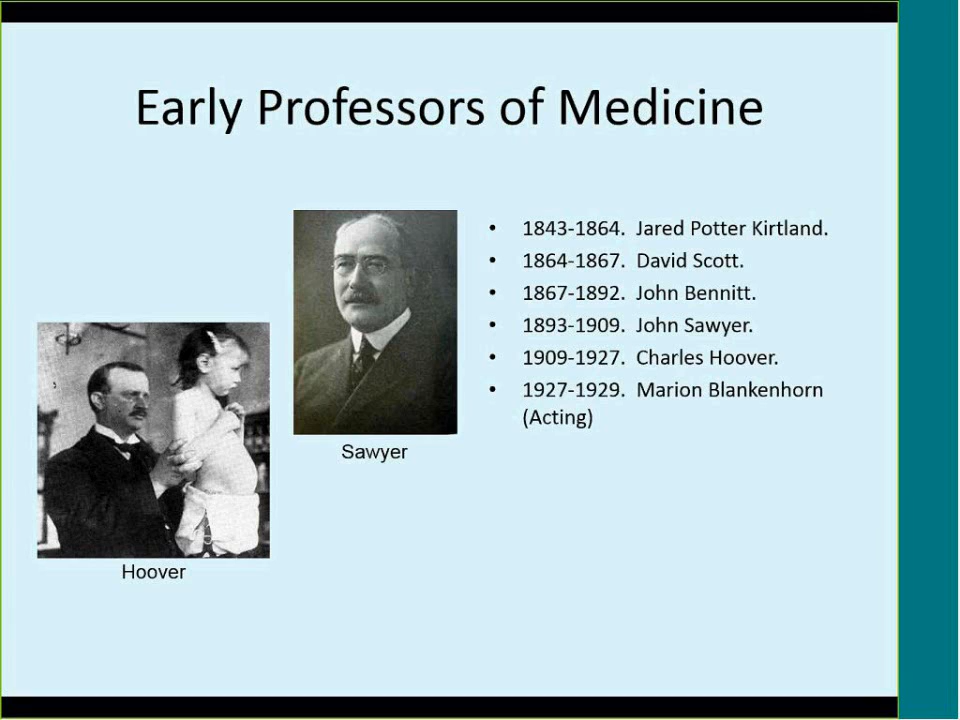 Early Professors of Medicine
• 1843-1864. Jared Potter Kirtland.
• 1864-1867. David Scott.
• 1867-1892. John Bennitt.
• 1893-1909. John Sawyer.
• 1909-1927. Charles Hoover.
• 1927-1929. Marion Blankenhorn
(Acting)
Sawyer
Hoover